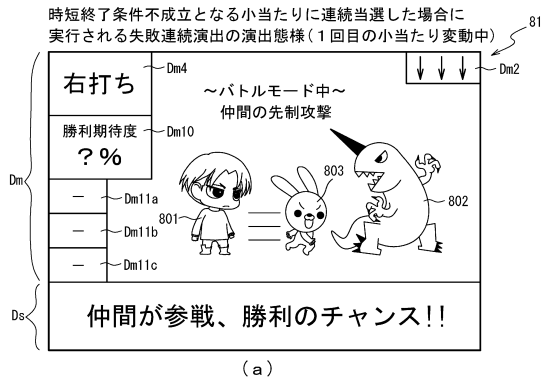 時短終了条件不成立となる小当たりに連続当選した場合に
実行される失敗連続演出の演出態様(1回目の小当たり変動中)
81
右打ち
Dm4
～バトルモード中～
仲間の先制攻撃
↓ ↓ ↓
Dm2
勝利期待度
?%
Dm10
Dm
803
802
801
－
Dm11a
－
Dm11b
－
Dm11c
Ds
仲間が参戦、勝利のチャンス!!
(a)